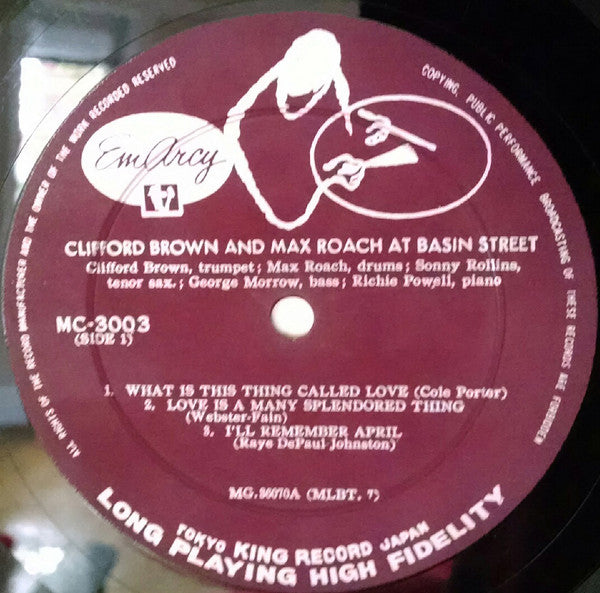 ALL RIGHTS OF THE RECORD MANUFACTURER AND THE OWNER OF THE WORK RECORDED RESERVED
COPYING, PUBLIC PERFORMANCE BROADCASTING OF THESE RECORDS ARE FORBIDDEN
EmArcy
CLIFFORD BROWN AND MAX ROACH AT BASIN STREET
Clifford Brown, trumpet; Max Roach, drums; Sonny Rollins,
tenor sax.; George Morrow, bass; Richie Powell, piano
MC-3003
(SIDE 1)
1. WHAT IS THIS THING CALLED LOVE (Cole Porter)
2. LOVE IS A MANY SPLENDORED THING
(Webster-Fain)
3. I'LL REMEMBER APRIL
(Raye DePaul Johnston)
MG.36070A (MLBT. 7)
TOKYO KING RECORD JAPAN
LONG PLAYING HIGH FIDELITY